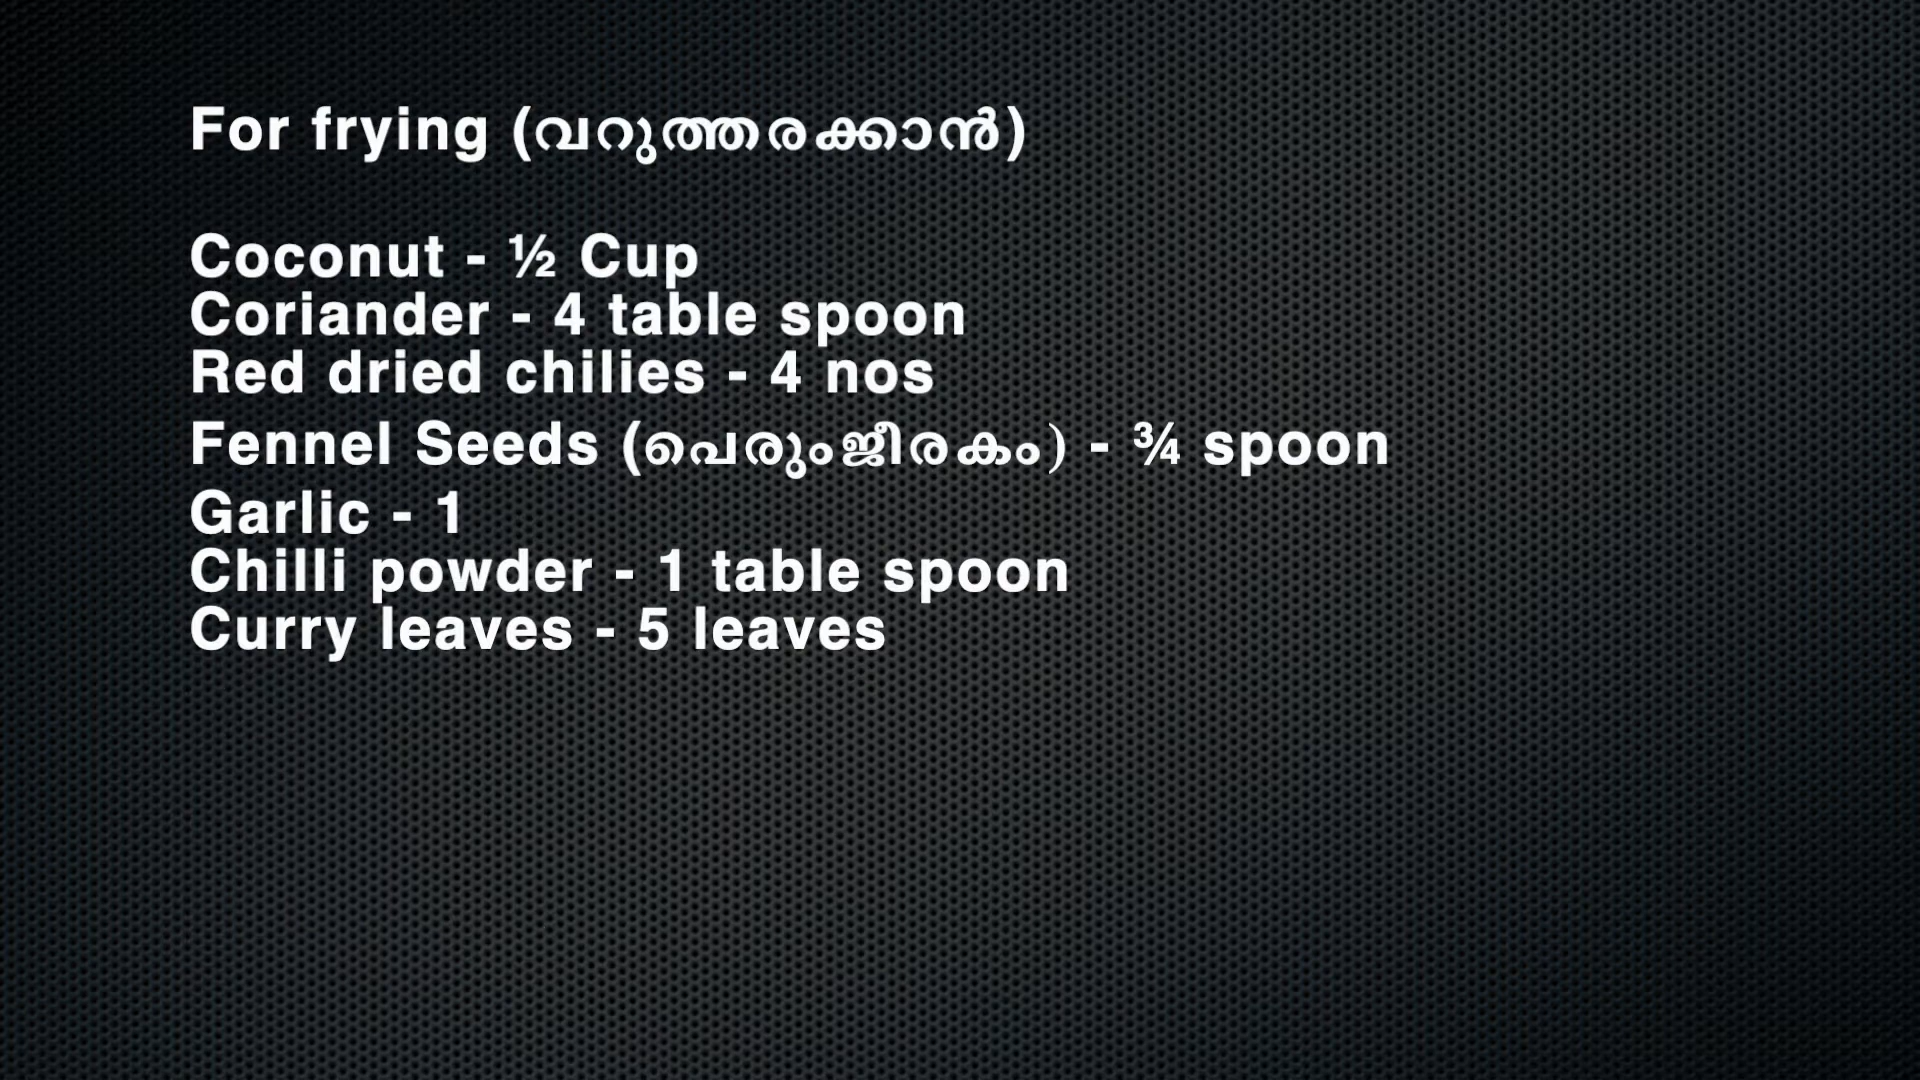 For frying (വറുത്തരക്കാൻ)
Coconut - ½ Cup
Coriander - 4 table spoon
Red dried chilies - 4 nos
Fennel Seeds (പെരുംജീരകം) - ¾ spoon
Garlic - 1
Chilli powder - 1 table spoon
Curry leaves - 5 leaves